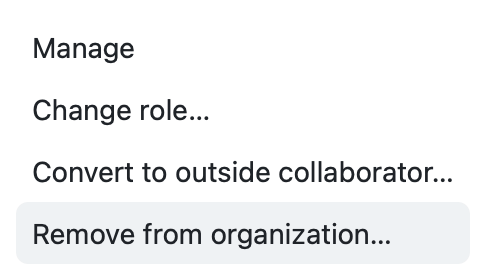 Manage
Change role...
Convert to outside collaborator...
Remove from organization...